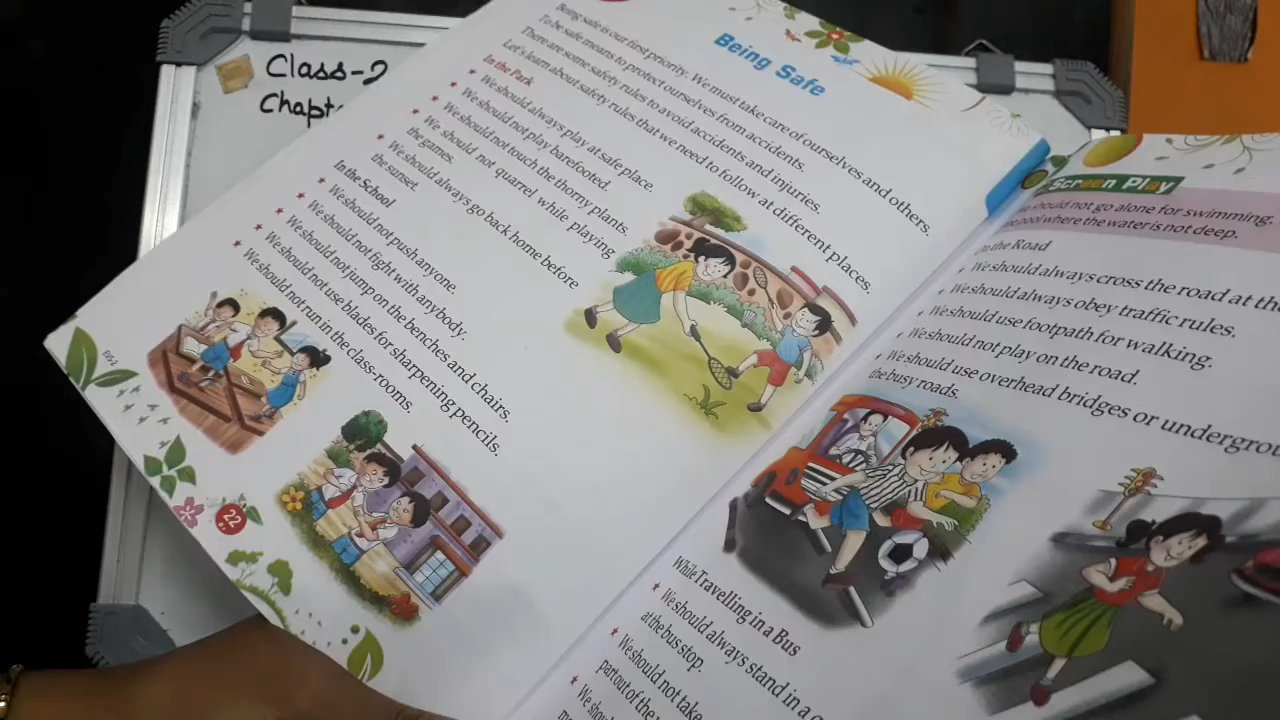 Class-2
Being Safe
Being safe is our first priority. We must take care of ourselves and others.
To be safe means to protect ourselves from accidents.
There are some safety rules to avoid accidents and injuries.
Let's learn about safety rules that we need to follow at different places.
In the Park
We should always play at safe place.
We should not play barefooted.
We should not touch the thorny plants.
We should not quarrel while playing
the games.
We should always go back home before
the sunset.
In the School
We should not push anyone.
We should not fight with anybody.
We should not jump on the benches and chairs.
We should not use blades for sharpening pencils.
We should not run in the class-rooms.
EVS-2
22
Screen Play
should not go alone for swimming.
pool where the water is not deep.
the Road
We should always cross the road at the
We should always obey traffic rules.
We should use footpath for walking.
We should not play on the road.
We should use overhead bridges or
the busy roads.
While Travelling in a Bus
We should always stand in a
at the bus stop.
We should not take
part out of the